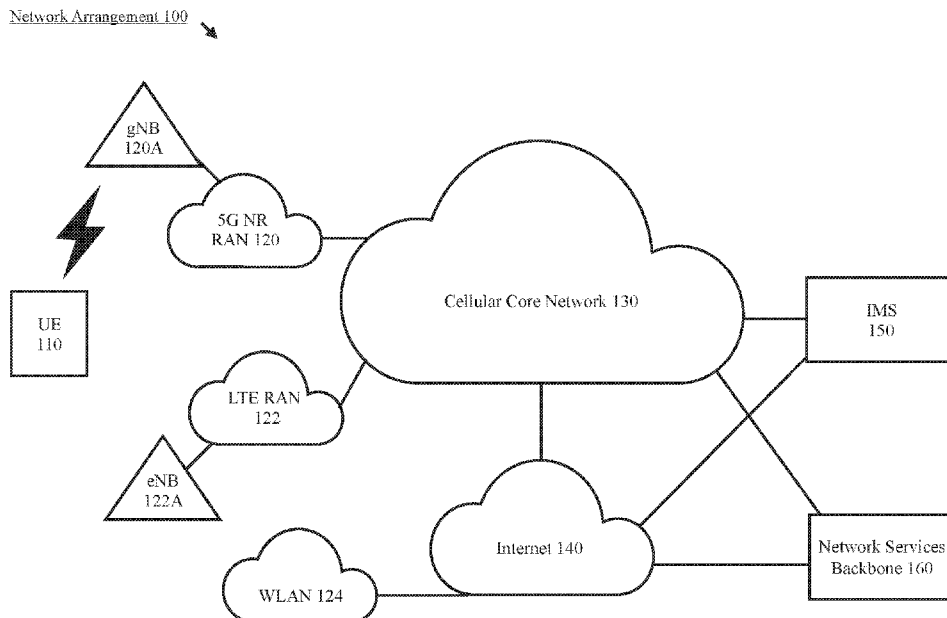 Network Arrangement 100
gNB
120A
5G NR
RAN 120
Cellular Core Network 130
UE
110
IMS
150
LTE RAN
122
eNB
122A
Internet 140
Network Services
Backbone 160
WLAN 124